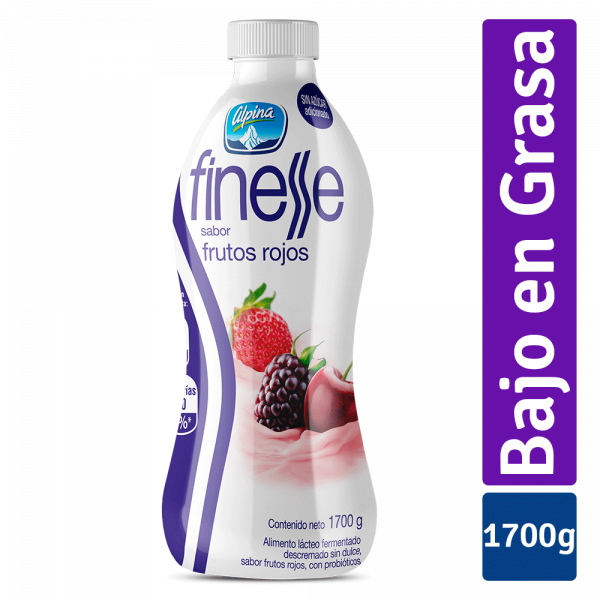 alpina
SIN AZÚCAR
adicionado
finesse
sabor
frutos rojos
Contenido neto 1700 g
Alimento lácteo fermentado
descremado sin dulce,
sabor frutos rojos, con probióticos.
Bajo en Grasa
1700g